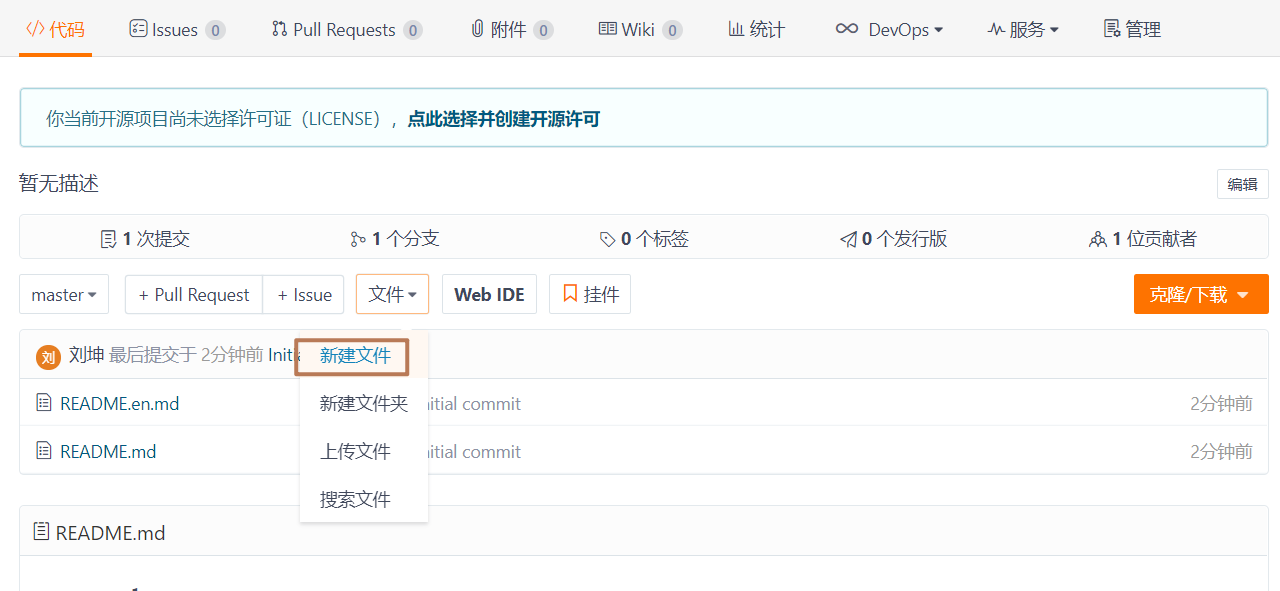 代码 Issues 0 Pull Requests 0 附件 0 Wiki 0 统计 DevOps 服务 管理
你当前开源项目尚未选择许可证（LICENSE），点此选择并创建开源许可
暂无描述 编辑
1 次提交 1 个分支 0 个标签 0 个发行版 1 位贡献者
master + Pull Request + Issue 文件 Web IDE 挂件 克隆/下载
刘 刘坤 最后提交于 2分钟前 Initi
新建文件
README.en.md 新建文件夹 nitial commit 2分钟前
README.md 上传文件 nitial commit 2分钟前
搜索文件
README.md